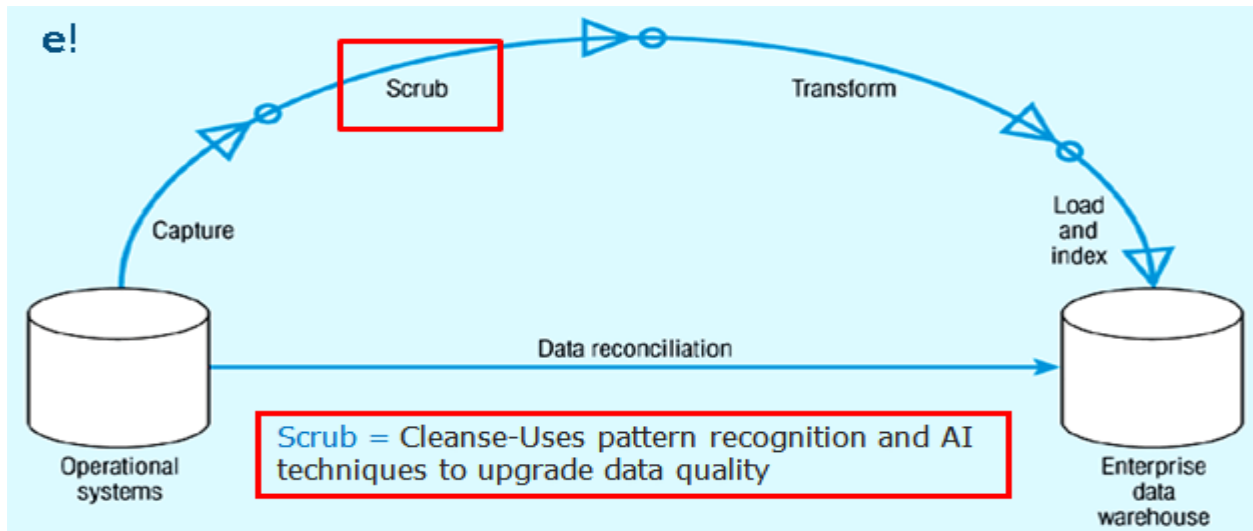 e!
Scrub
Transform
Capture
Load
and
index
Data reconciliation
Scrub = Cleanse-Uses pattern recognition and AI
techniques to upgrade data quality
Operational
systems
Enterprise
data
warehouse